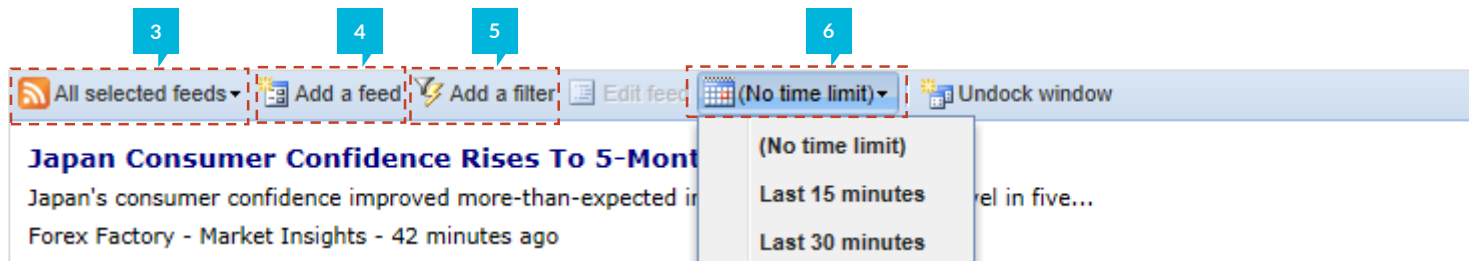 3 4 5 6
All selected feeds Add a feed Add a filter Edit feed (No time limit) Undock window
(No time limit)
Japan Consumer Confidence Rises To 5-Mont
Last 15 minutes
Japan's consumer confidence improved more-than-expected in el in five...
Last 30 minutes
Forex Factory - Market Insights - 42 minutes ago